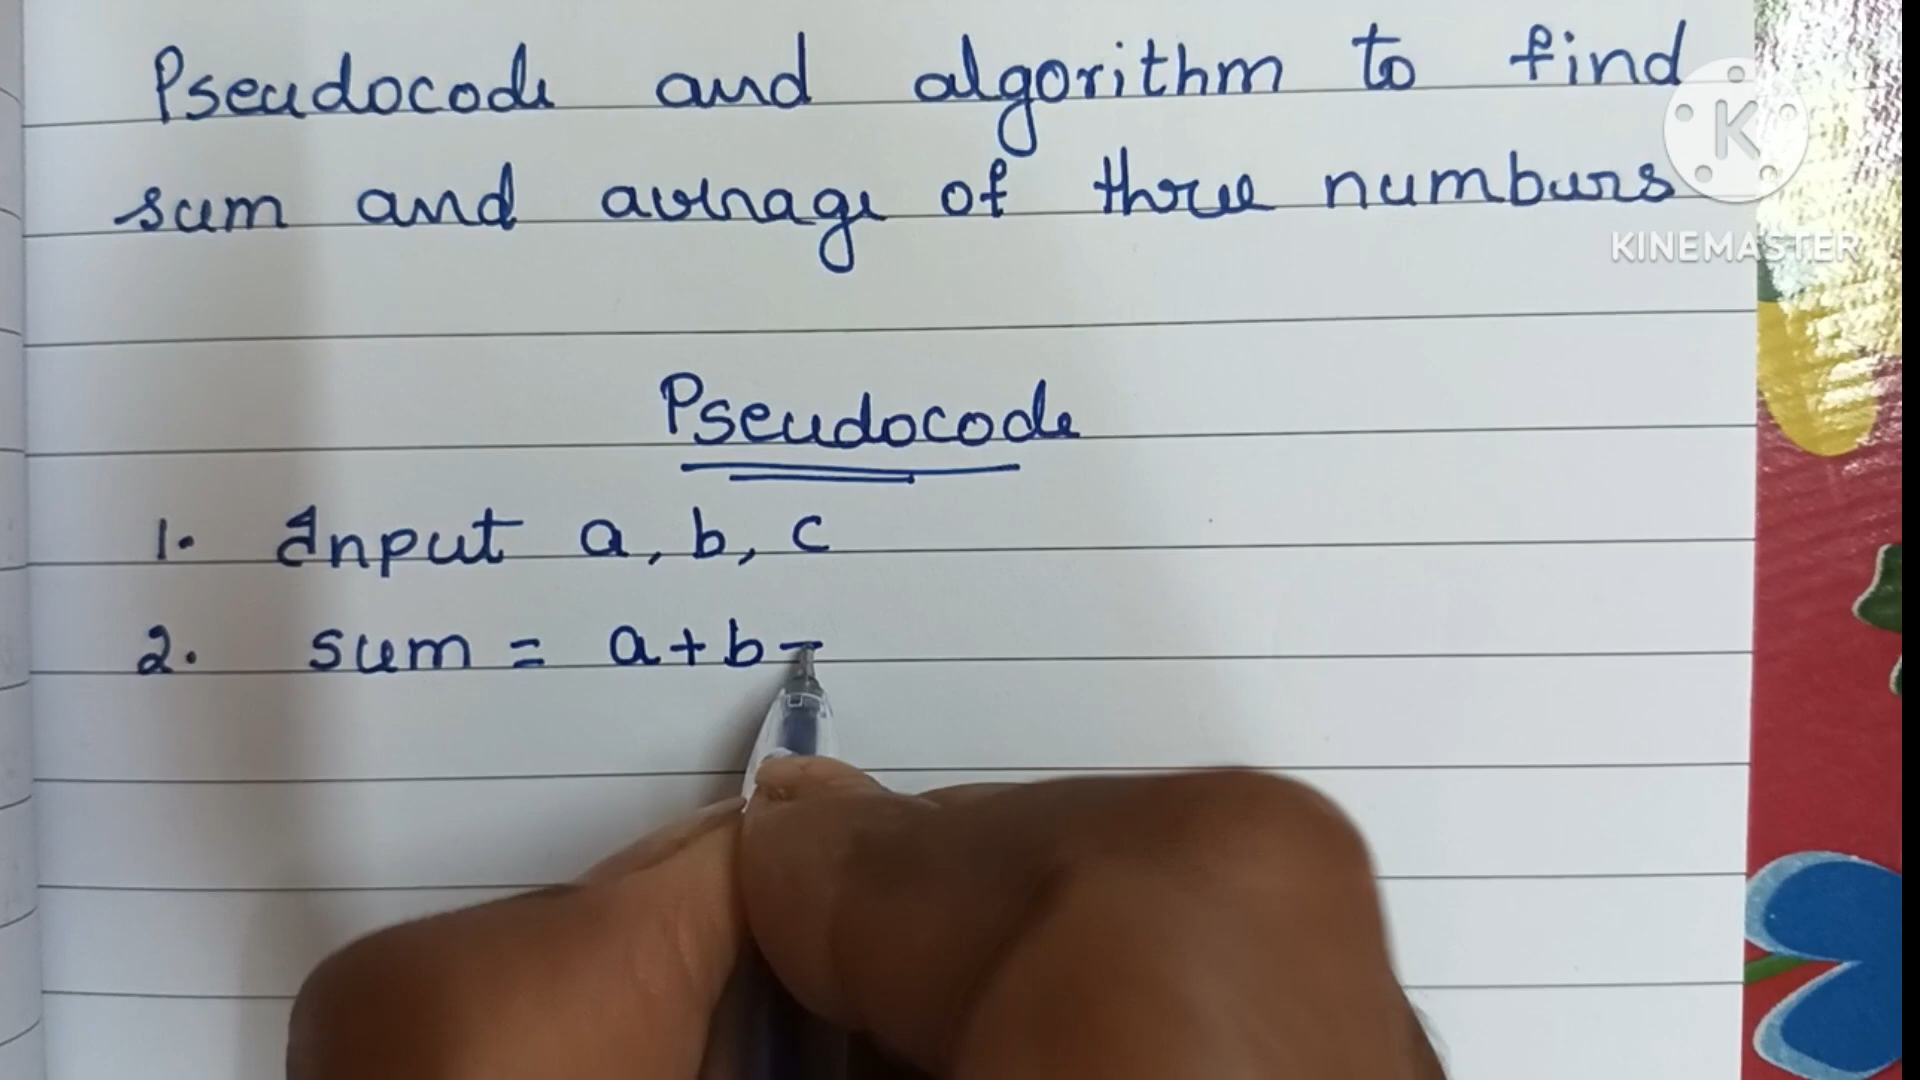 Pseudocode and algorithm to find
sum and average of three numbers
K
KINEMASTER
Pseudocode
1. Input a, b, c
2. sum = a+b-